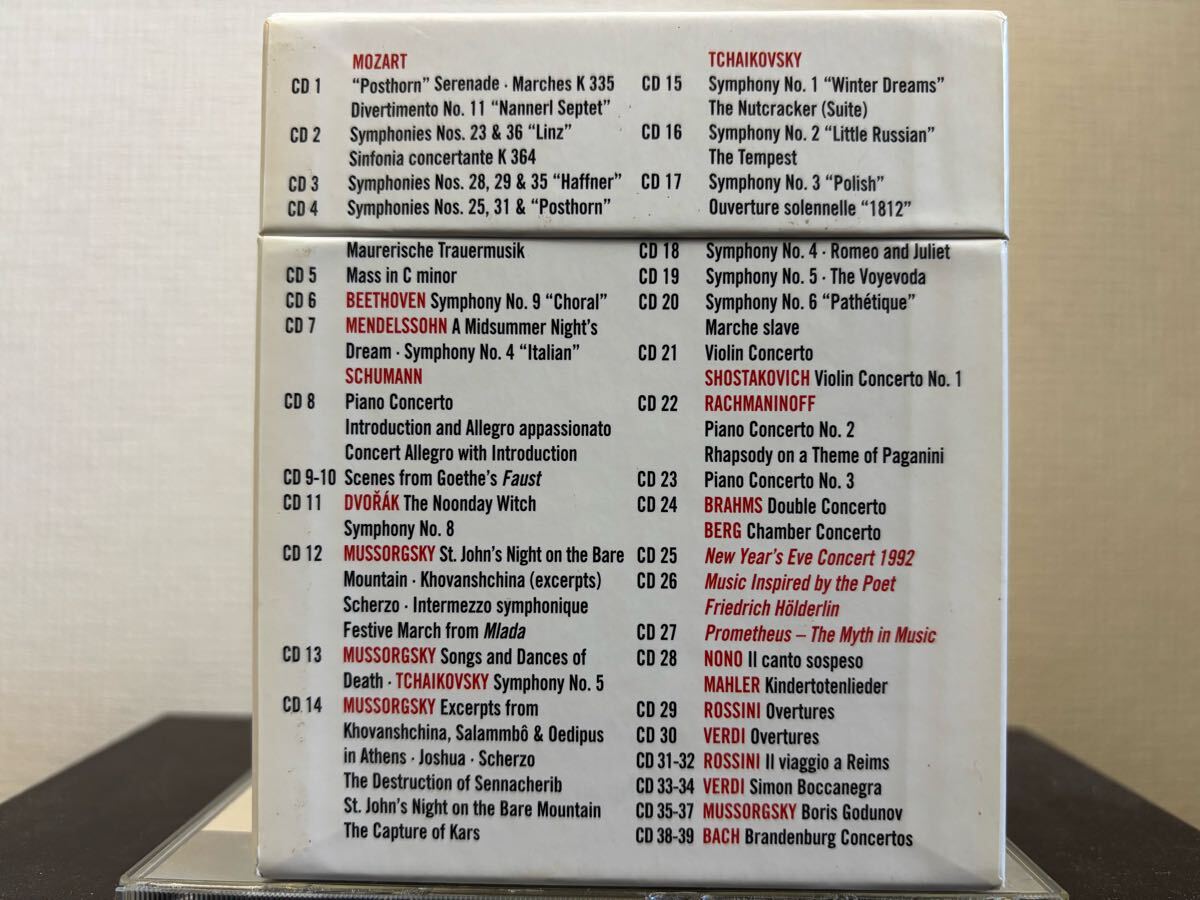 MOZART
CD 1 "Posthorn" Serenade · Marches K 335
Divertimento No. 11 "Nannerl Septet"
CD 2 Symphonies Nos. 23 & 36 "Linz"
Sinfonia concertante K 364
CD 3 Symphonies Nos. 28, 29 & 35 "Haffner"
CD 4 Symphonies Nos. 25, 31 & "Posthorn"
Maurerische Trauermusik
CD 5 Mass in C minor
CD 6 BEETHOVEN Symphony No. 9 "Choral"
CD 7 MENDELSSOHN A Midsummer Night's
Dream · Symphony No. 4 "Italian"
SCHUMANN
CD 8 Piano Concerto
Introduction and Allegro appassionato
Concert Allegro with Introduction
CD 9-10 Scenes from Goethe's Faust
CD 11 DVOŘÁK The Noonday Witch
Symphony No. 8
CD 12 MUSSORGSKY St. John's Night on the Bare
Mountain · Khovanshchina (excerpts)
Scherzo · Intermezzo symphonique
Festive March from Mlada
CD 13 MUSSORGSKY Songs and Dances of
Death · TCHAIKOVSKY Symphony No. 5
CD 14 MUSSORGSKY Excerpts from
Khovanshchina, Salammbô & Oedipus
in Athens · Joshua · Scherzo
The Destruction of Sennacherib
St. John's Night on the Bare Mountain
The Capture of Kars
TCHAIKOVSKY
CD 15 Symphony No. 1 "Winter Dreams"
The Nutcracker (Suite)
CD 16 Symphony No. 2 "Little Russian"
The Tempest
CD 17 Symphony No. 3 "Polish"
Ouverture solennelle "1812"
CD 18 Symphony No. 4 · Romeo and Juliet
CD 19 Symphony No. 5 · The Voyevoda
CD 20 Symphony No. 6 "Pathétique"
Marche slave
CD 21 Violin Concerto
SHOSTAKOVICH Violin Concerto No. 1
CD 22 RACHMANINOFF
Piano Concerto No. 2
Rhapsody on a Theme of Paganini
CD 23 Piano Concerto No. 3
CD 24 BRAHMS Double Concerto
BERG Chamber Concerto
CD 25 New Year's Eve Concert 1992
CD 26 Music Inspired by the Poet
Friedrich Hölderlin
CD 27 Prometheus – The Myth in Music
CD 28 NONO Il canto sospeso
MAHLER Kindertotenlieder
CD 29 ROSSINI Overtures
CD 30 VERDI Overtures
CD 31-32 ROSSINI Il viaggio a Reims
CD 33-34 VERDI Simon Boccanegra
CD 35-37 MUSSORGSKY Boris Godunov
CD 38-39 BACH Brandenburg Concertos